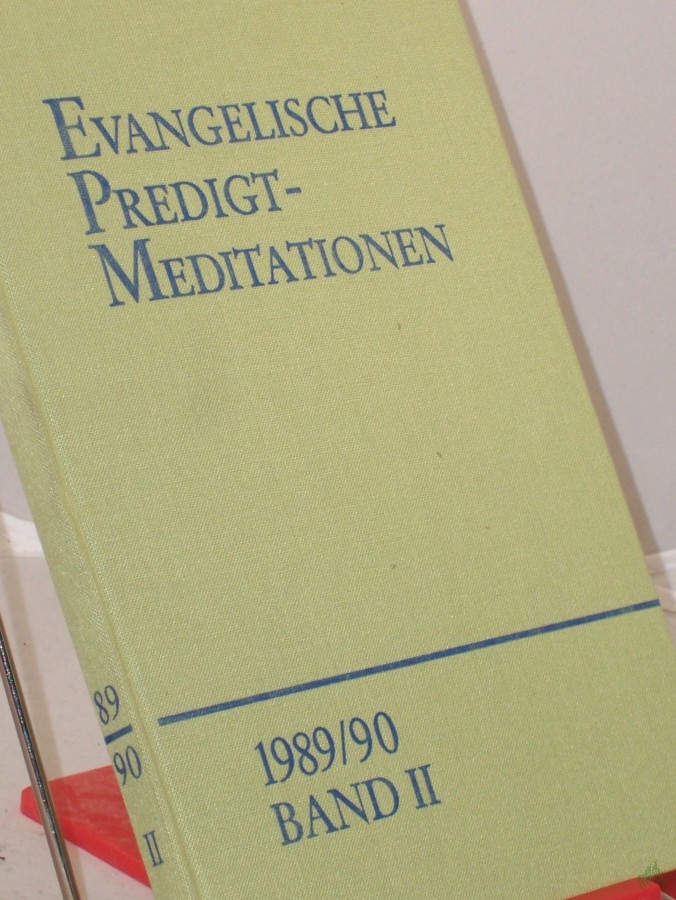 EVANGELISCHE
PREDIGT-
MEDITATIONEN
1989/90
BAND II
89
90
II